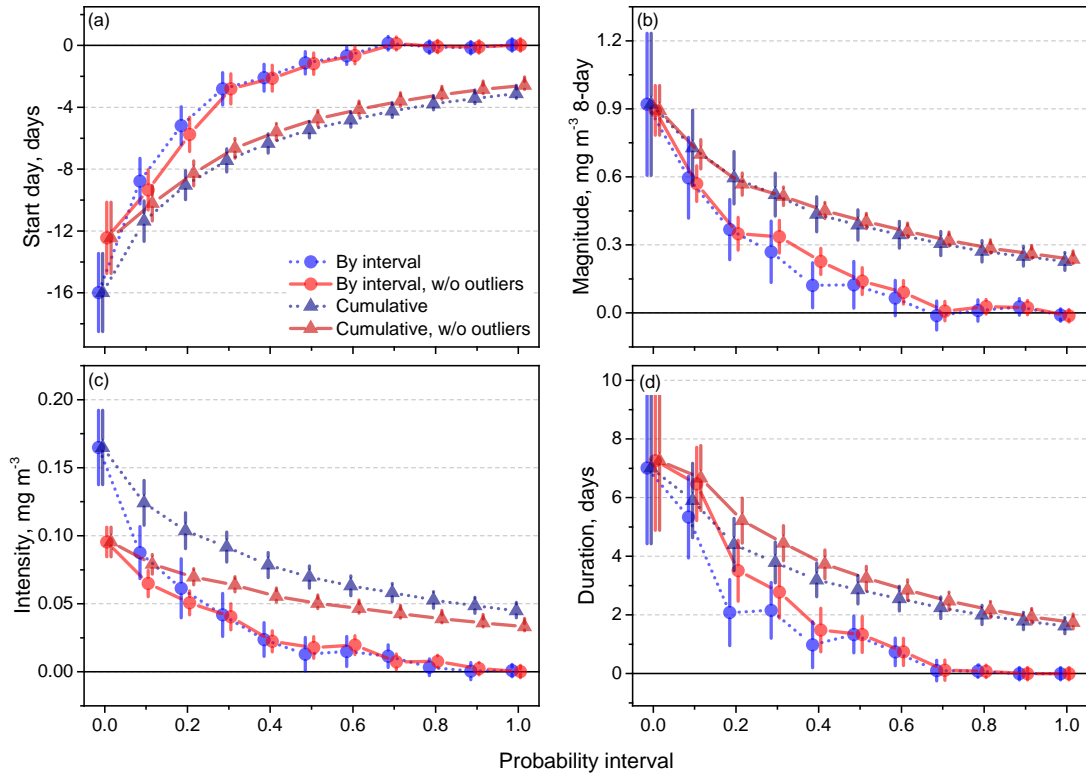 (a)
0
-4
-8
-12
-16
Start day, days
By interval
By interval, w/o outliers
Cumulative
Cumulative, w/o outliers
(b)
1.2
0.9
0.6
0.3
0.0
Magnitude, mg m⁻³ 8-day
(c)
0.20
0.15
0.10
0.05
0.00
Intensity, mg m⁻³
0.0 0.2 0.4 0.6 0.8 1.0
(d)
10
8
6
4
2
0
Duration, days
0.0 0.2 0.4 0.6 0.8 1.0
Probability interval